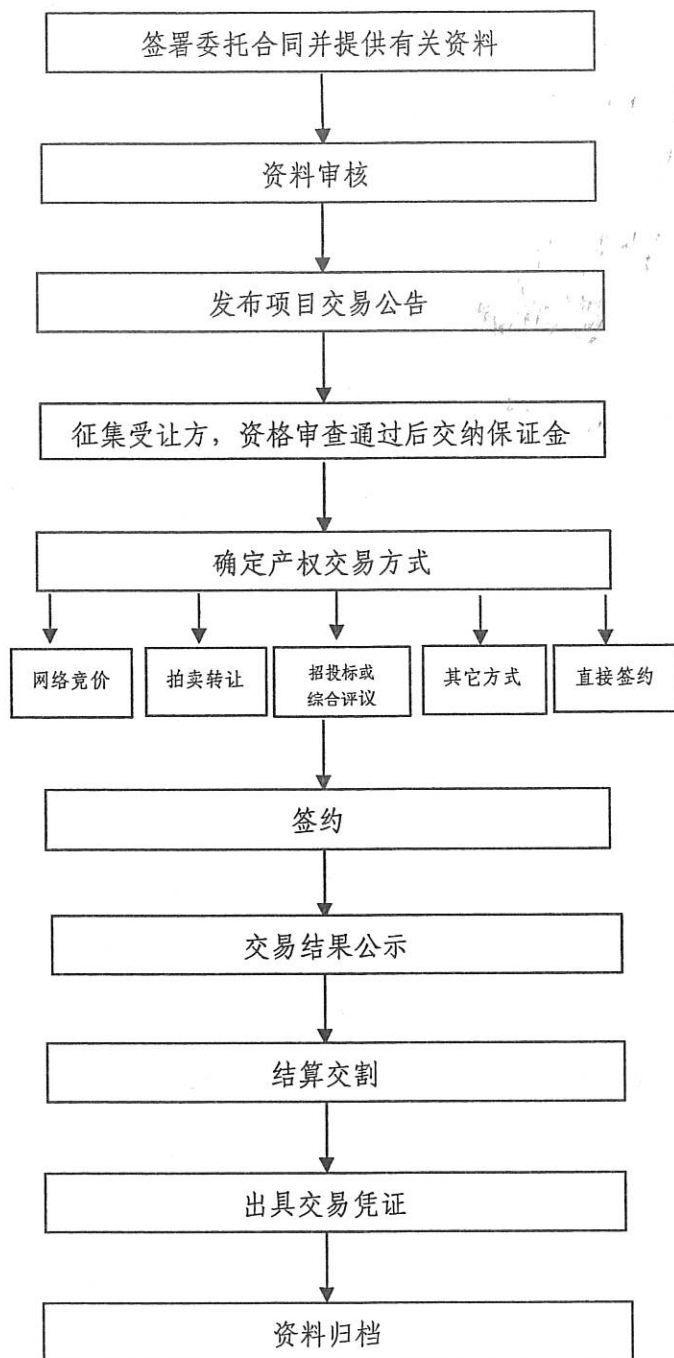 签署委托合同并提供有关资料
资料审核
发布项目交易公告
征集受让方，资格审查通过后交纳保证金
确定产权交易方式
网络竞价
拍卖转让
招投标或
综合评议
其它方式
直接签约
签约
交易结果公示
结算交割
出具交易凭证
资料归档